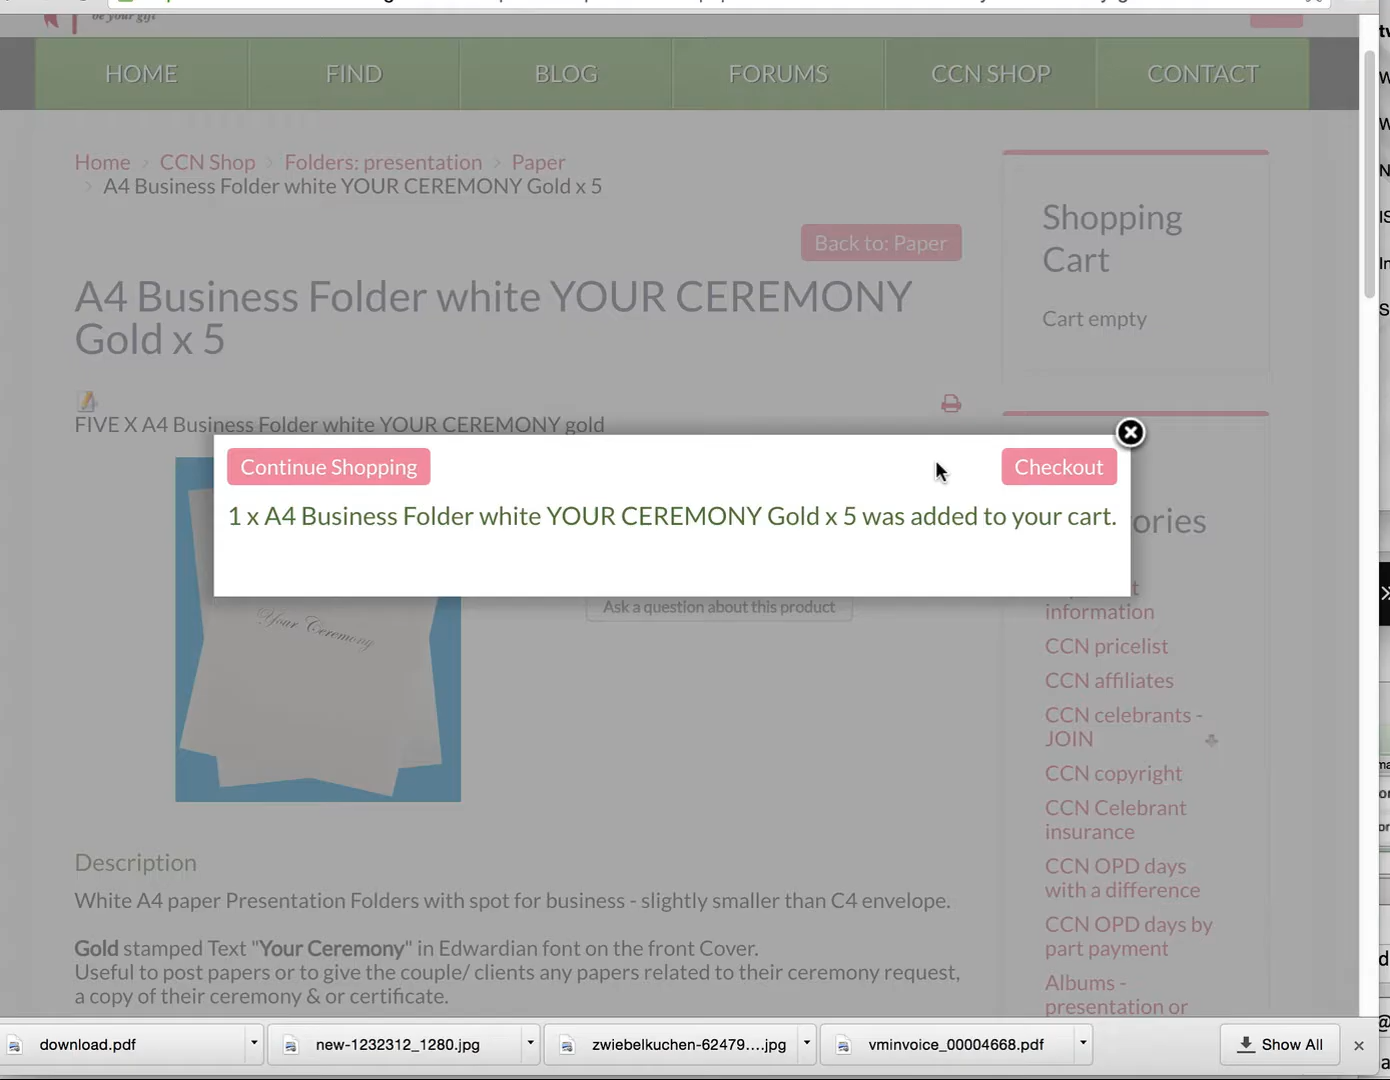 be your gift
HOME
FIND
BLOG
FORUMS
CCN SHOP
CONTACT
Home › CCN Shop › Folders: presentation › Paper
› A4 Business Folder white YOUR CEREMONY Gold x 5
Back to: Paper
A4 Business Folder white YOUR CEREMONY
Gold x 5
FIVE X A4 Business Folder white YOUR CEREMONY gold
Shopping
Cart
Cart empty
Continue Shopping
Checkout
1 x A4 Business Folder white YOUR CEREMONY Gold x 5 was added to your cart.
Your Ceremony
Ask a question about this product
Description
White A4 paper Presentation Folders with spot for business - slightly smaller than C4 envelope.
Gold stamped Text "Your Ceremony" in Edwardian font on the front Cover.
Useful to post papers or to give the couple/ clients any papers related to their ceremony request,
a copy of their ceremony & or certificate.
ories
t
information
CCN pricelist
CCN affiliates
CCN celebrants -
JOIN
CCN copyright
CCN Celebrant
insurance
CCN OPD days
with a difference
CCN OPD days by
part payment
Albums -
presentation or
download.pdf
new-1232312_1280.jpg
zwiebelkuchen-62479....jpg
vminvoice_00004668.pdf
Show All